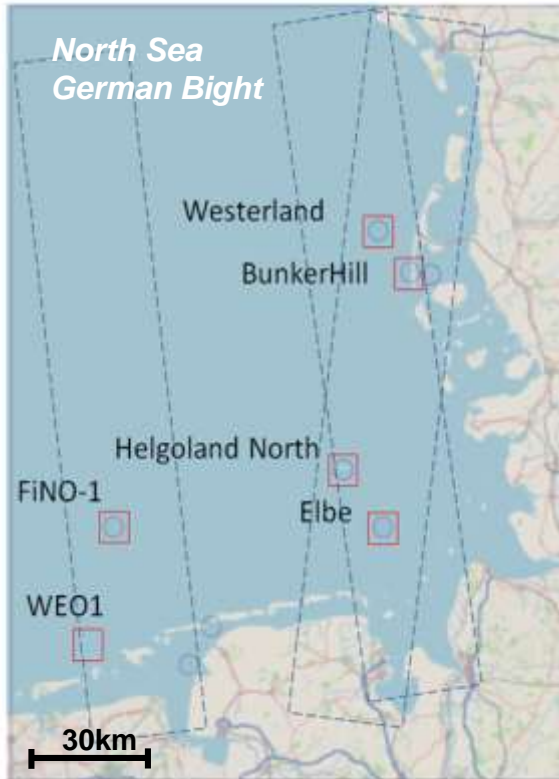 North Sea
German Bight
Westerland
BunkerHill
Helgoland North
FiNO-1
Elbe
WEO1
30km